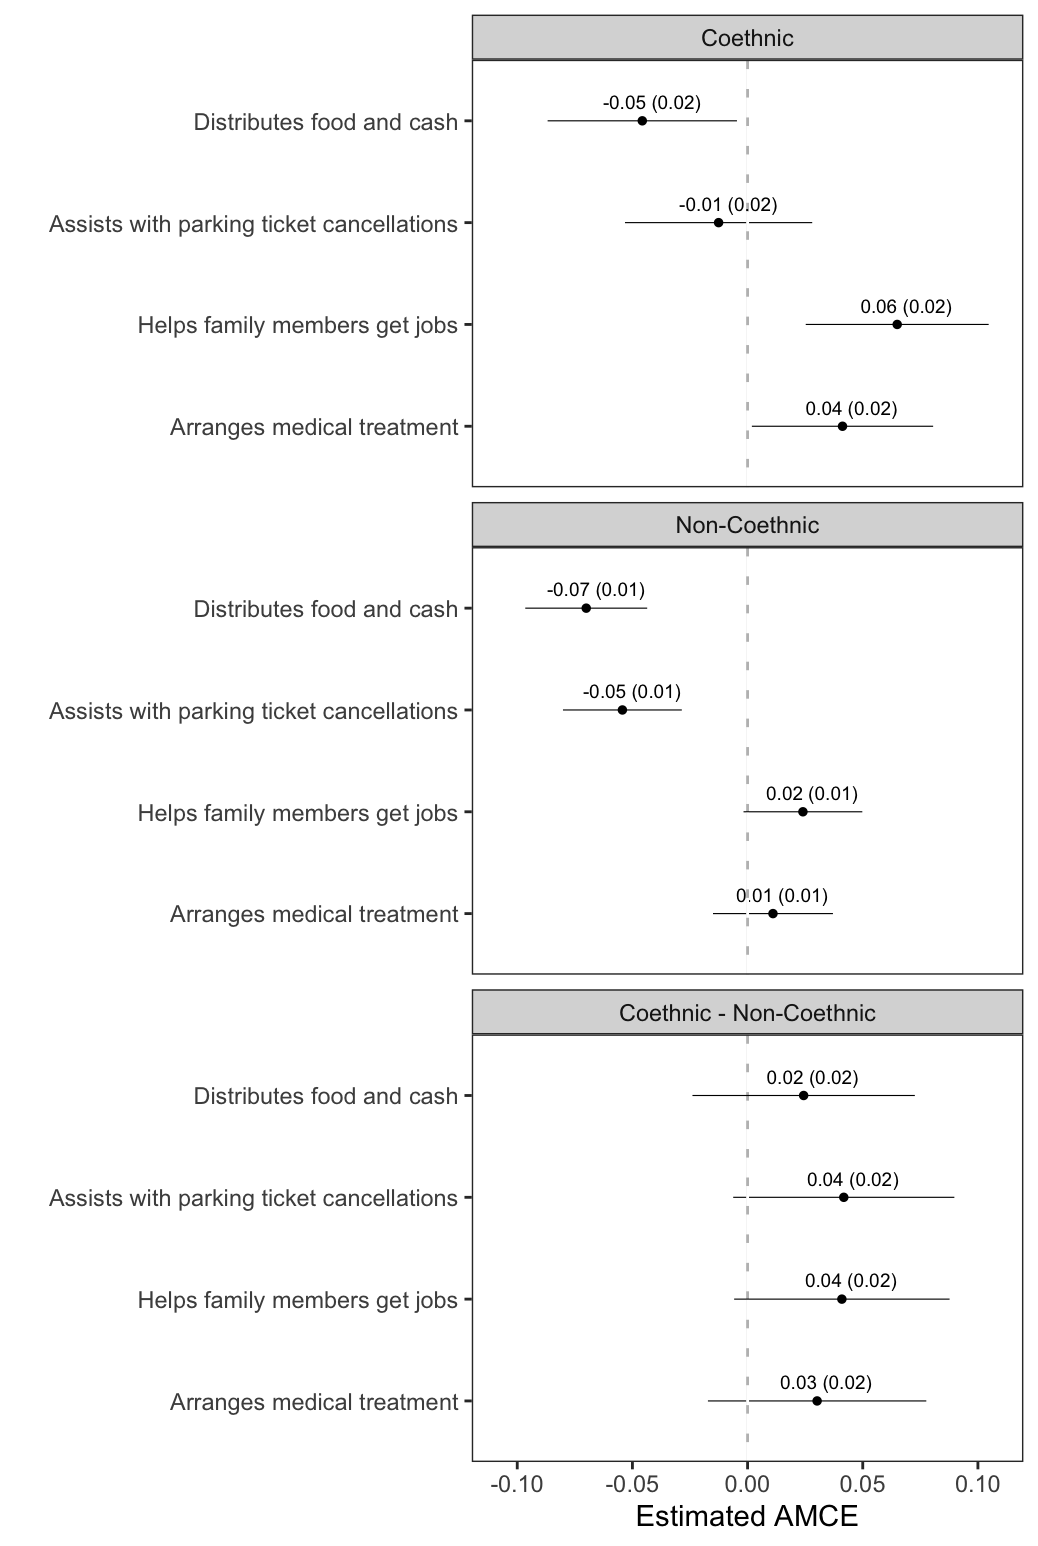 Coethnic
-0.05 (0.02)
Distributes food and cash
-0.01 (0.02)
Assists with parking ticket cancellations
0.06 (0.02)
Helps family members get jobs
0.04 (0.02)
Arranges medical treatment
Non-Coethnic
-0.07 (0.01)
Distributes food and cash
-0.05 (0.01)
Assists with parking ticket cancellations
0.02 (0.01)
Helps family members get jobs
0.01 (0.01)
Arranges medical treatment
Coethnic - Non-Coethnic
0.02 (0.02)
Distributes food and cash
0.04 (0.02)
Assists with parking ticket cancellations
0.04 (0.02)
Helps family members get jobs
0.03 (0.02)
Arranges medical treatment
-0.10 -0.05 0.00 0.05 0.10
Estimated AMCE